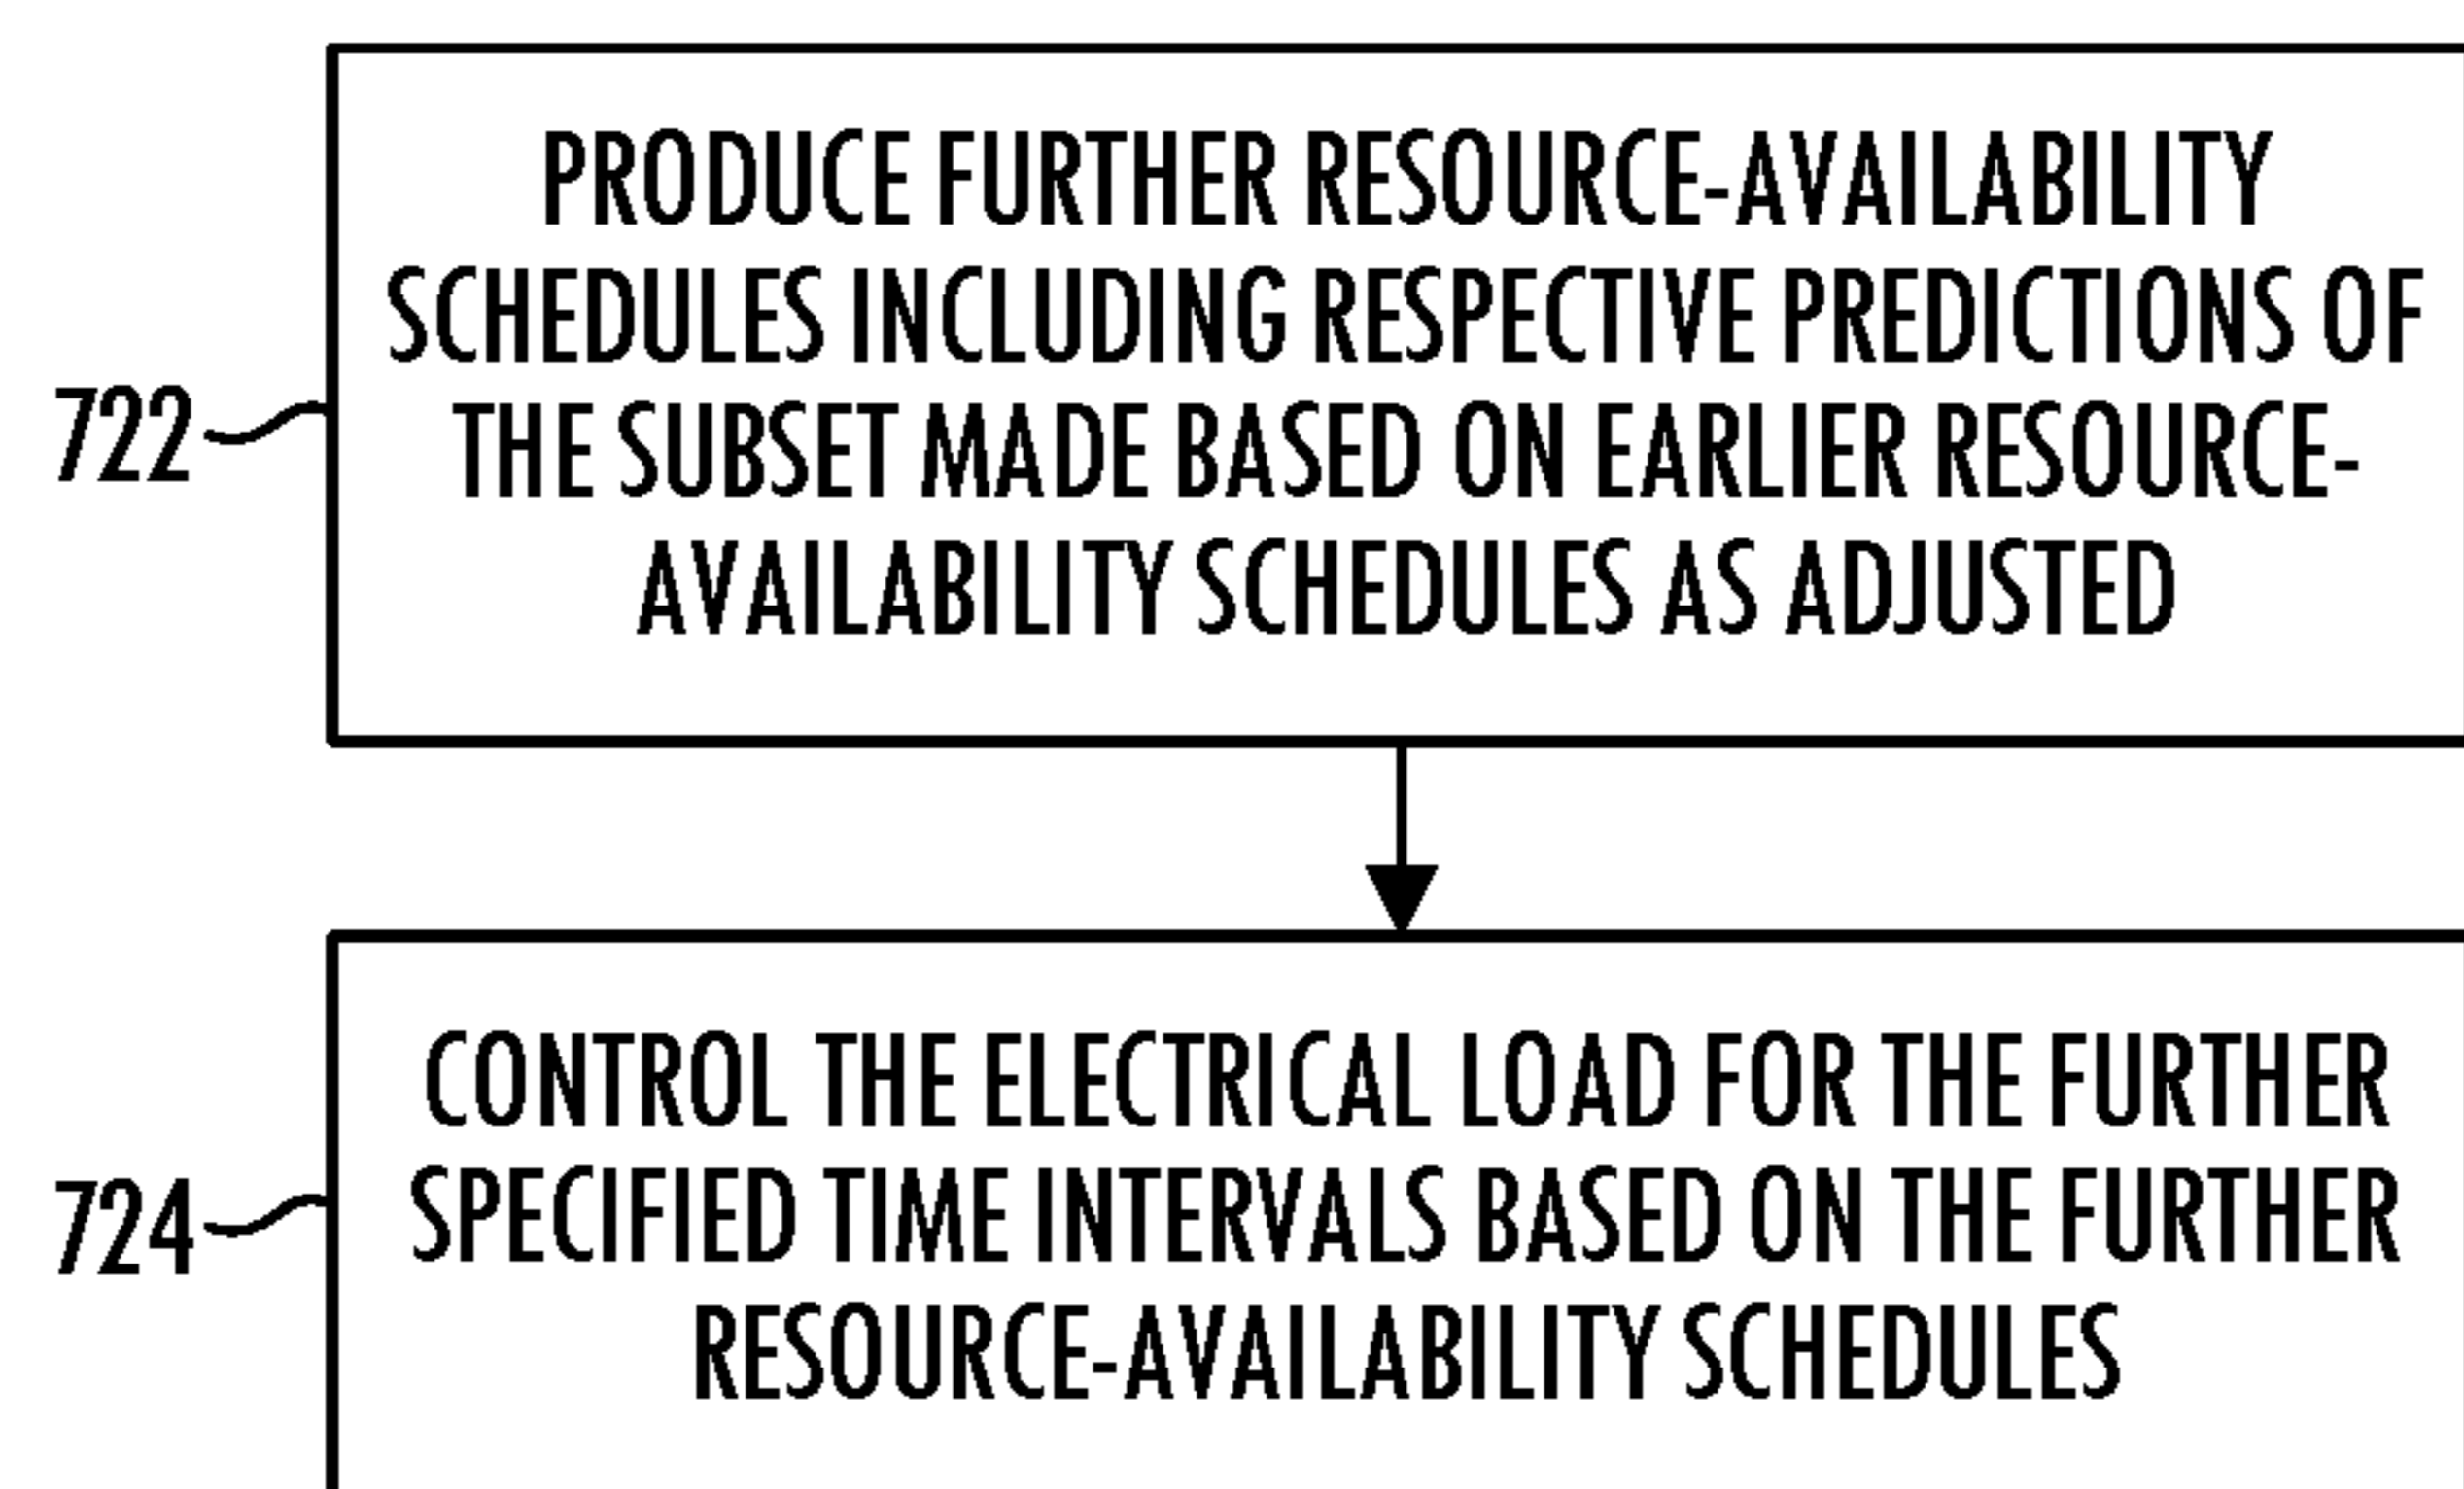 PRODUCE FURTHER RESOURCE-AVAILABILITY
SCHEDULES INCLUDING RESPECTIVE PREDICTIONS OF
THE SUBSET MADE BASED ON EARLIER RESOURCE-
AVAILABILITY SCHEDULES AS ADJUSTED
722
CONTROL THE ELECTRICAL LOAD FOR THE FURTHER
SPECIFIED TIME INTERVALS BASED ON THE FURTHER
RESOURCE-AVAILABILITY SCHEDULES
724